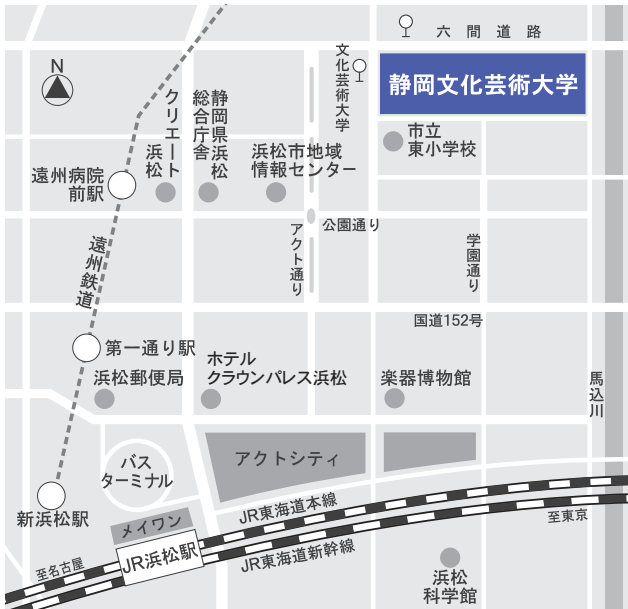 六間道路
N
文化芸術大学
静岡文化芸術大学
クリエート
浜松
静岡県浜松
総合庁舎
浜松市地域
情報センター
市立
東小学校
遠州病院
前駅
公園通り
アクト通り
学園通り
遠州鉄道
国道152号
第一通り駅
ホテル
クラウンパレス浜松
浜松郵便局
楽器博物館
馬込川
バス
ターミナル
アクトシティ
新浜松駅
メイワン
JR東海道本線
至東京
JR浜松駅
JR東海道新幹線
至名古屋
浜松
科学館